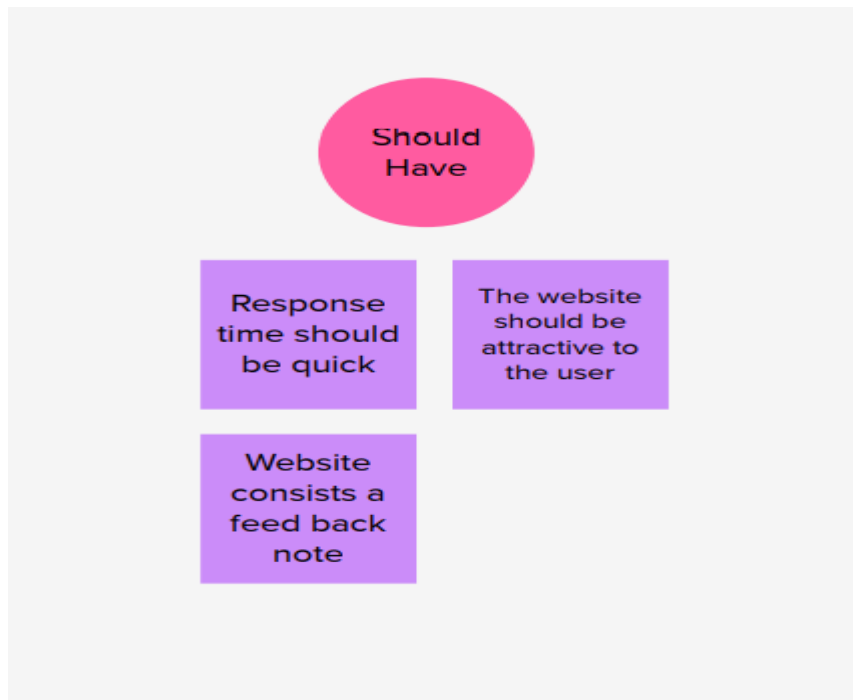 Should
Have
Response
time should
be quick
The website
should be
attractive to
the user
Website
consists a
feed back
note